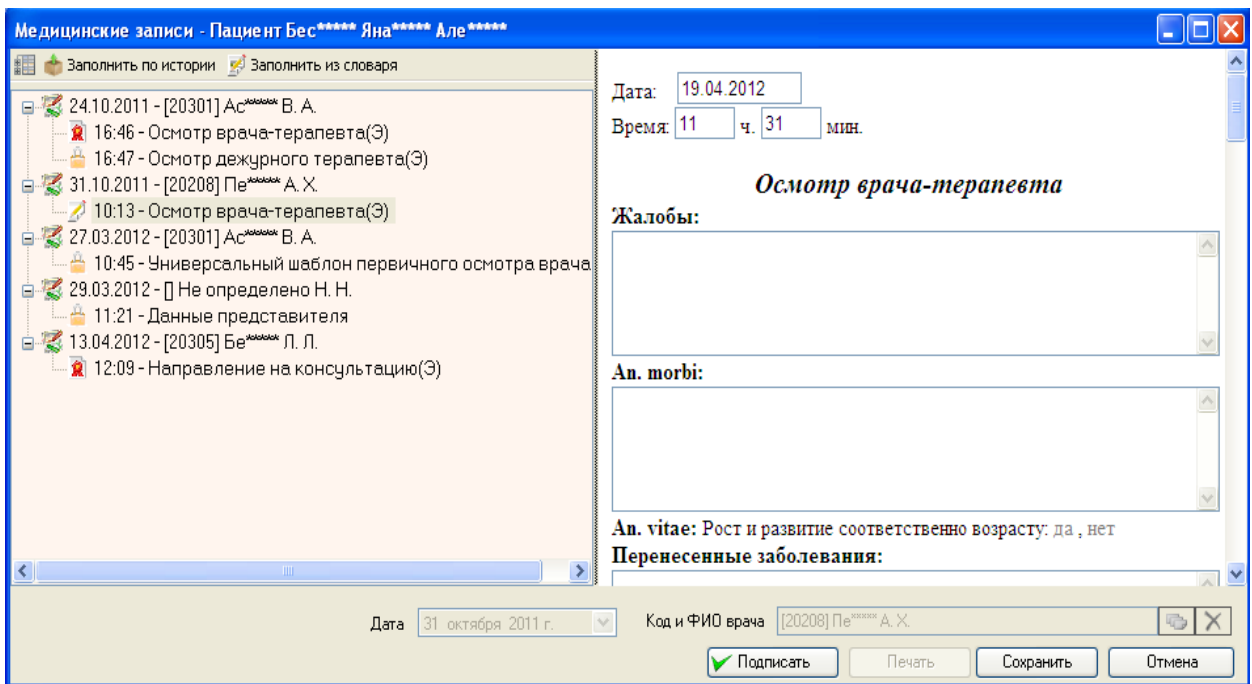 Медицинские записи - Пациент Бес***** Яна***** Але*****
Заполнить по истории Заполнить из словаря
24.10.2011 - [20301] Ас****** В. А.
16:46 - Осмотр врача-терапевта(Э)
16:47 - Осмотр дежурного терапевта(Э)
31.10.2011 - [20208] Пе****** А. Х.
10:13 - Осмотр врача-терапевта(Э)
27.03.2012 - [20301] Ас****** В. А.
10:45 - Универсальный шаблон первичного осмотра врача
29.03.2012 - [] Не определено Н. Н.
11:21 - Данные представителя
13.04.2012 - [20305] Бе****** Л. Л.
12:09 - Направление на консультацию(Э)
Дата: 19.04.2012
Время: 11 ч. 31 мин.
Осмотр врача-терапевта
Жалобы:
An. morbi:
An. vitae: Рост и развитие соответственно возрасту: да , нет
Перенесенные заболевания:
Дата 31 октября 2011 г. Код и ФИО врача [20208] Пе****** А. Х.
Подписать Печать Сохранить Отмена